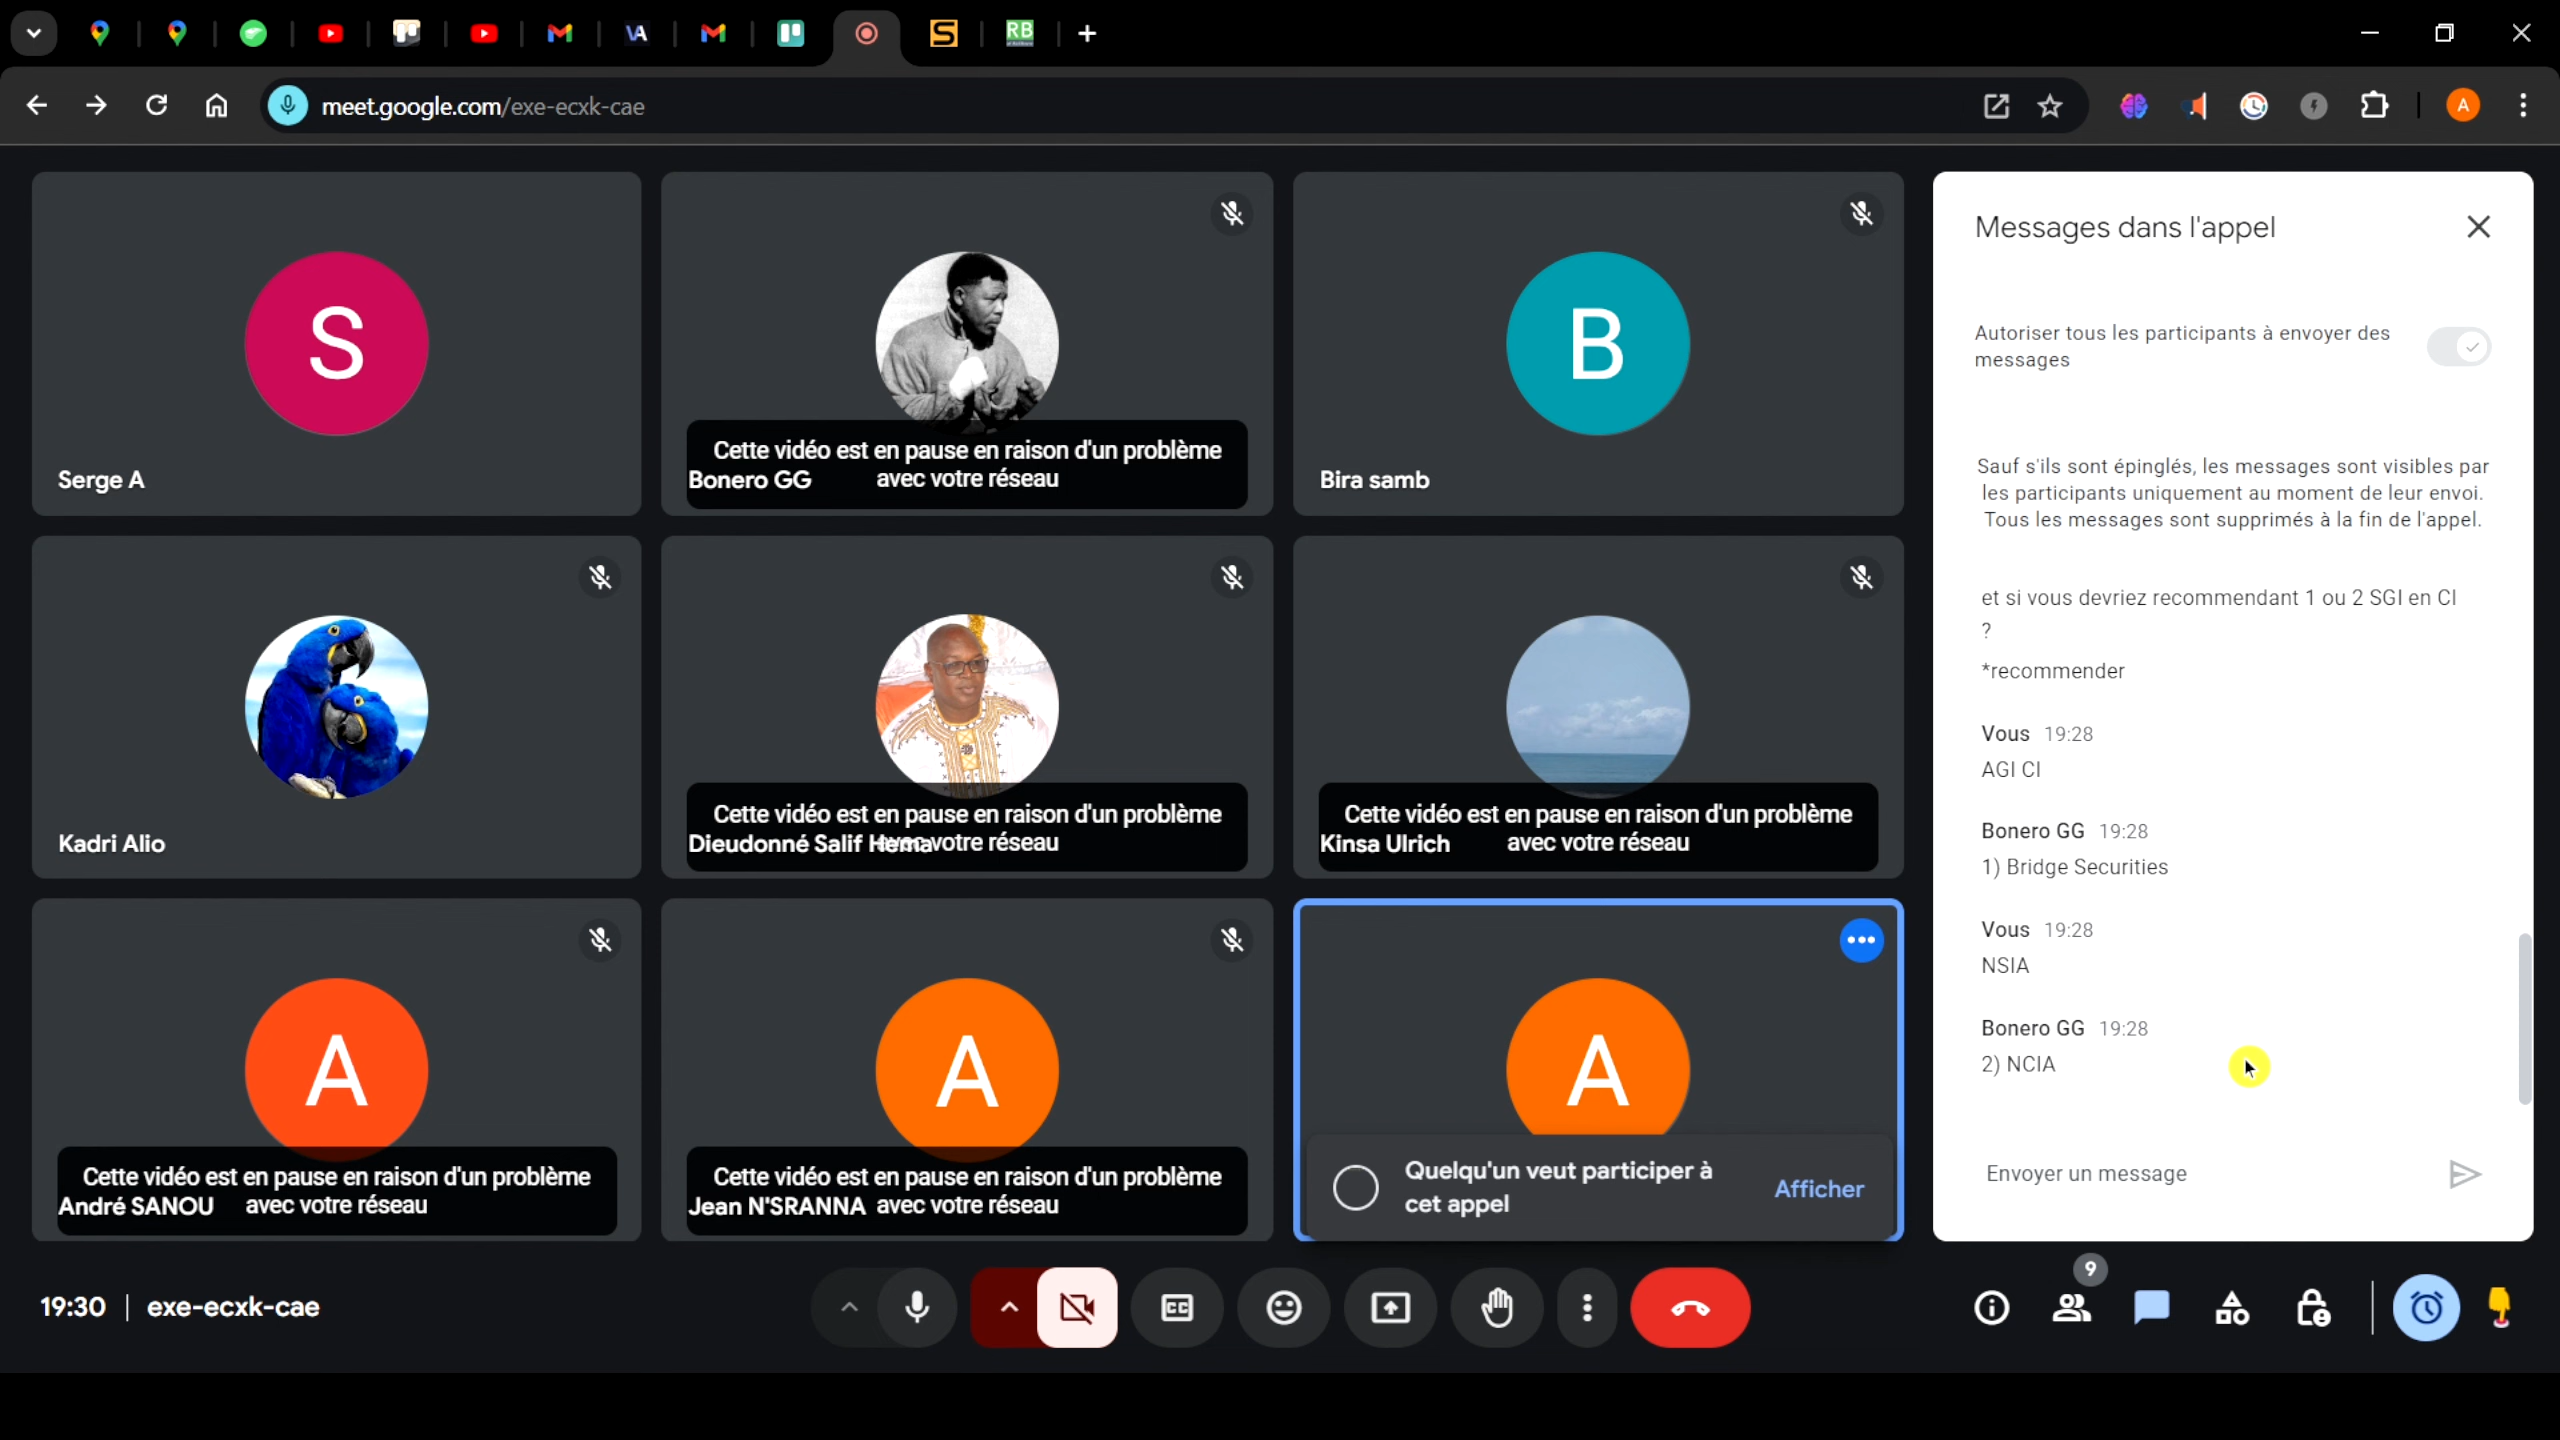 VA
S
RB
meet.google.com/exe-ecxk-cae
A
S
Serge A
Cette vidéo est en pause en raison d'un problème
avec votre réseau
Bonero GG
B
Bira samb
Kadri Alio
Cette vidéo est en pause en raison d'un problème
avec votre réseau
Dieudonné Salif Hema
Cette vidéo est en pause en raison d'un problème
avec votre réseau
Kinsa Ulrich
A
Cette vidéo est en pause en raison d'un problème
avec votre réseau
André SANOU
A
Cette vidéo est en pause en raison d'un problème
avec votre réseau
Jean N'SRANNA
A
Quelqu'un veut participer à
cet appel
Afficher
Messages dans l'appel
Autoriser tous les participants à envoyer des
messages
Sauf s'ils sont épinglés, les messages sont visibles par
les participants uniquement au moment de leur envoi.
Tous les messages sont supprimés à la fin de l'appel.
et si vous devriez recommendant 1 ou 2 SGI en CI
?
*recommender
Vous 19:28
AGI CI
Bonero GG 19:28
1) Bridge Securities
Vous 19:28
NSIA
Bonero GG 19:28
2) NCIA
Envoyer un message
19:30 | exe-ecxk-cae
CC
9